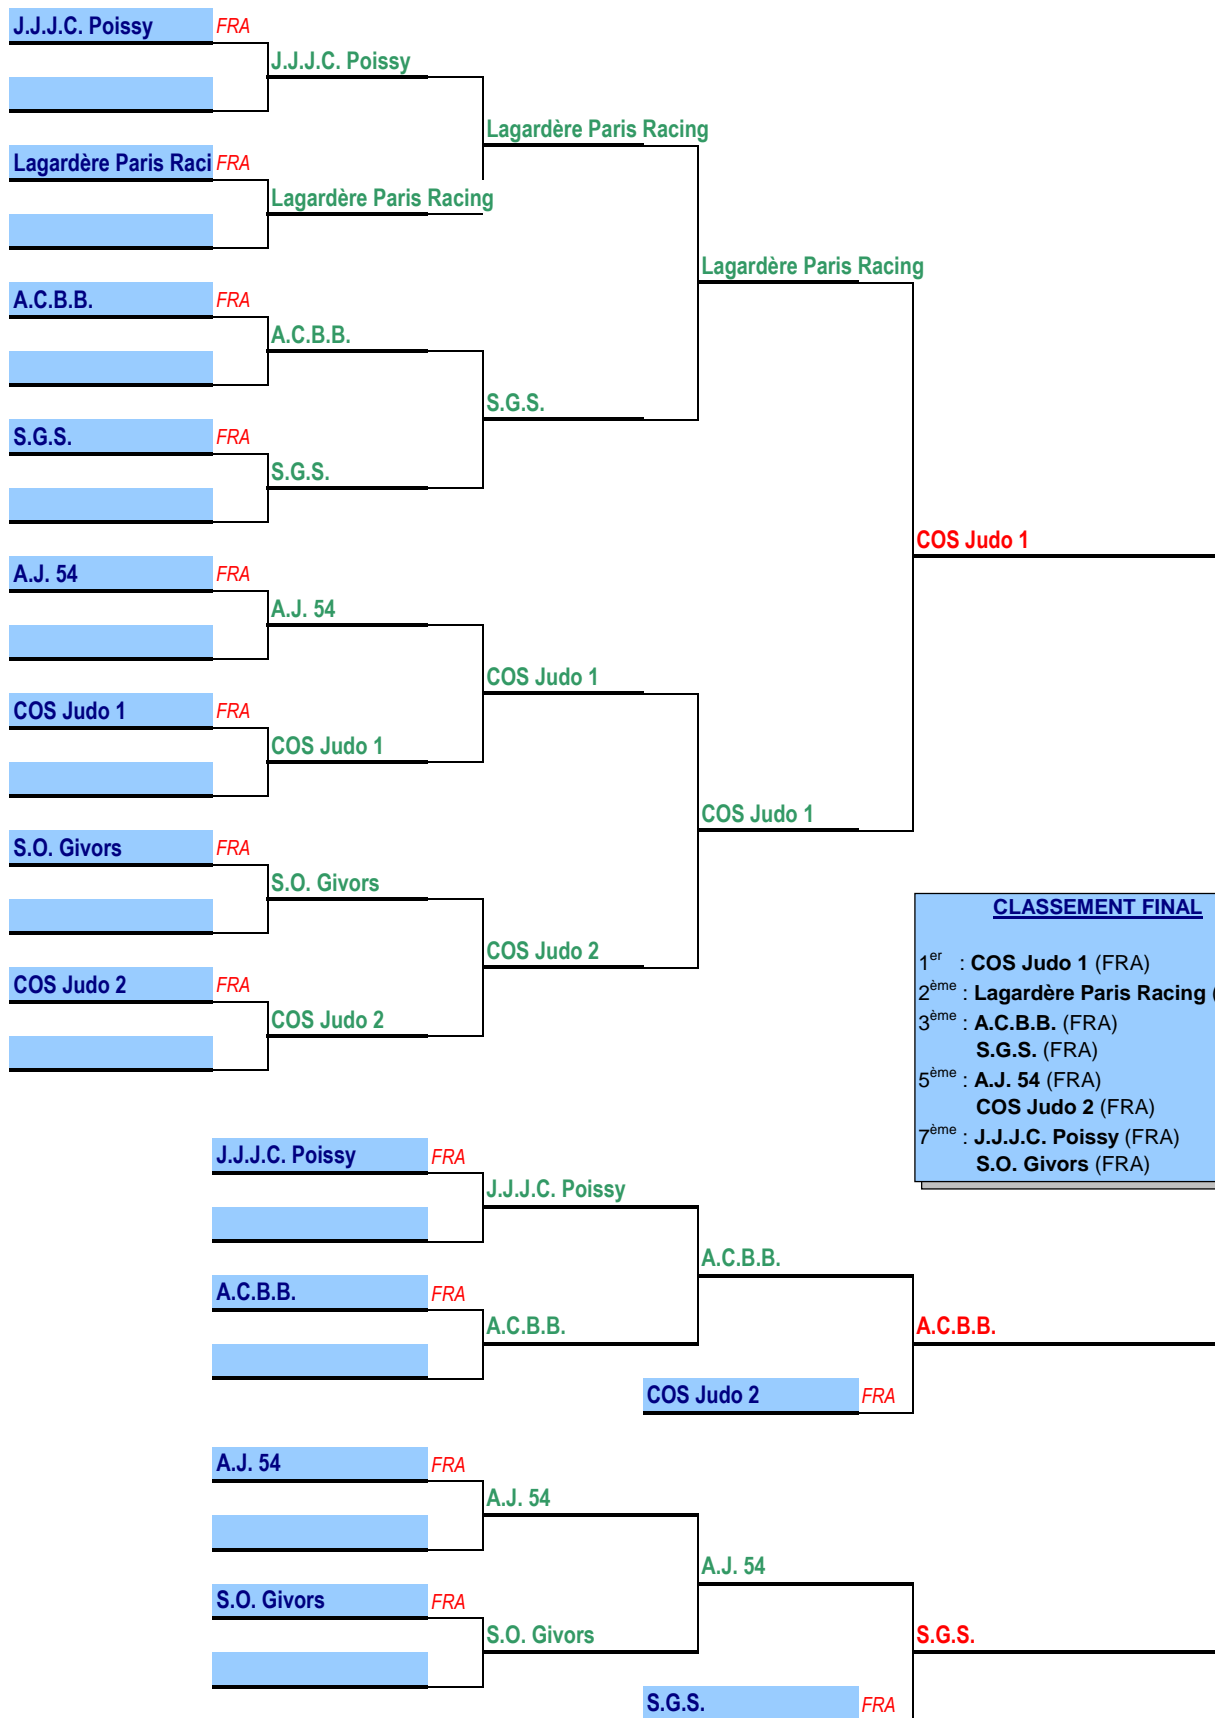 J.J.J.C. Poissy FRA
J.J.J.C. Poissy
Lagardère Paris Racing
Lagardère Paris Raci FRA
Lagardère Paris Racing
Lagardère Paris Racing
A.C.B.B. FRA
A.C.B.B.
S.G.S.
S.G.S. FRA
S.G.S.
COS Judo 1
A.J. 54 FRA
A.J. 54
COS Judo 1
COS Judo 1 FRA
COS Judo 1
COS Judo 1
S.O. Givors FRA
S.O. Givors
COS Judo 2
COS Judo 2 FRA
COS Judo 2
CLASSEMENT FINAL
1er : COS Judo 1 (FRA)
2ème : Lagardère Paris Racing (
3ème : A.C.B.B. (FRA)
S.G.S. (FRA)
5ème : A.J. 54 (FRA)
COS Judo 2 (FRA)
7ème : J.J.J.C. Poissy (FRA)
S.O. Givors (FRA)
J.J.J.C. Poissy FRA
J.J.J.C. Poissy
A.C.B.B.
A.C.B.B. FRA
A.C.B.B.
A.C.B.B.
COS Judo 2 FRA
A.J. 54 FRA
A.J. 54
A.J. 54
S.O. Givors FRA
S.O. Givors
S.G.S.
S.G.S. FRA